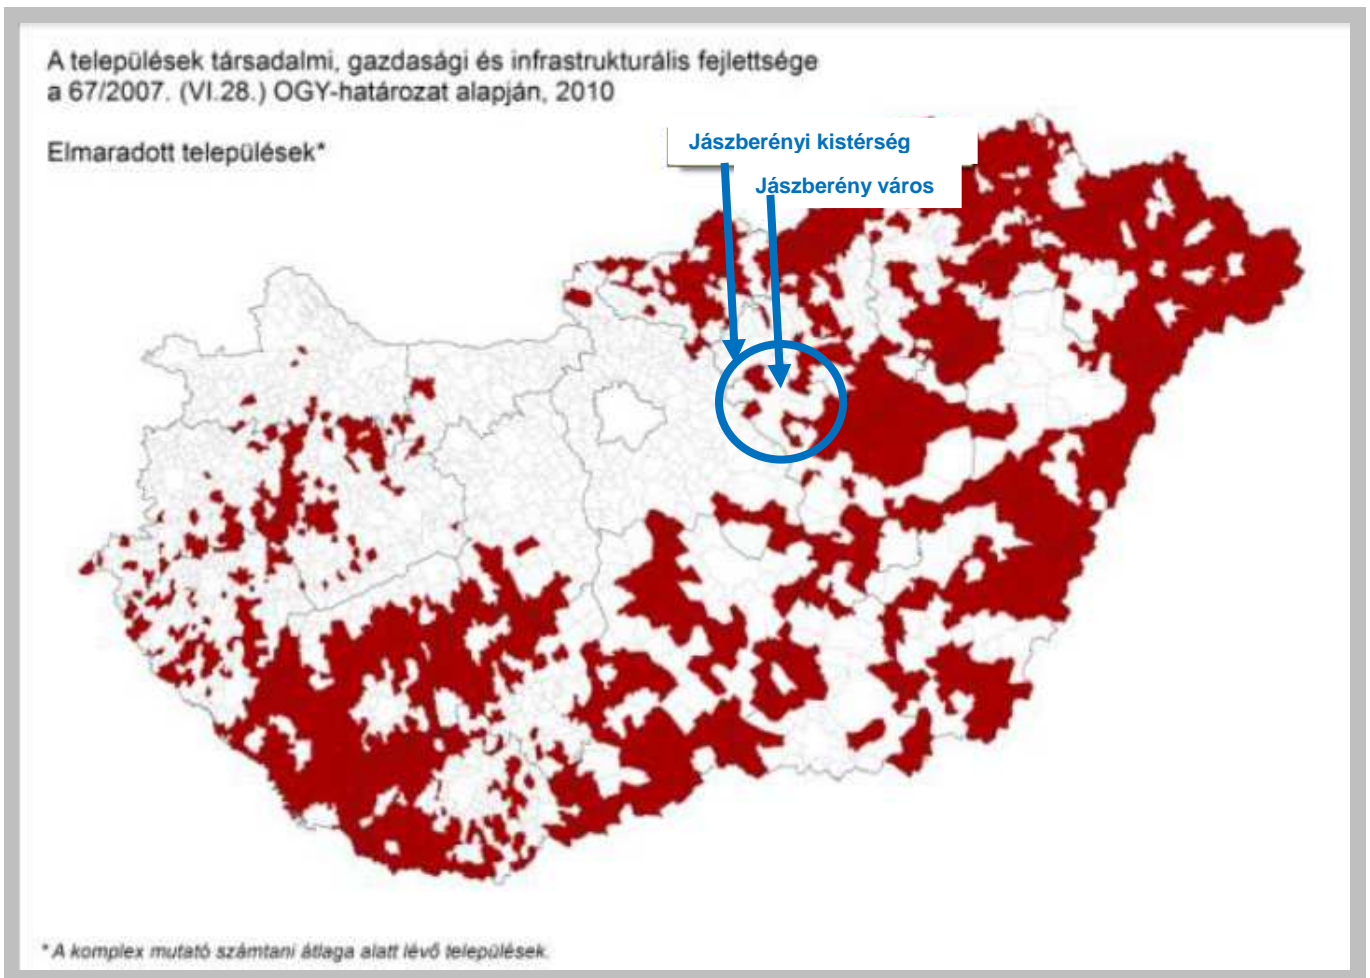 A települések társadalmi, gazdasági és infrastrukturális fejlettsége
a 67/2007. (VI.28.) OGY-határozat alapján, 2010
Elmaradott települések*
Jászberényi kistérség
Jászberény város
* A komplex mutató számtani átlaga alatt lévő települések.